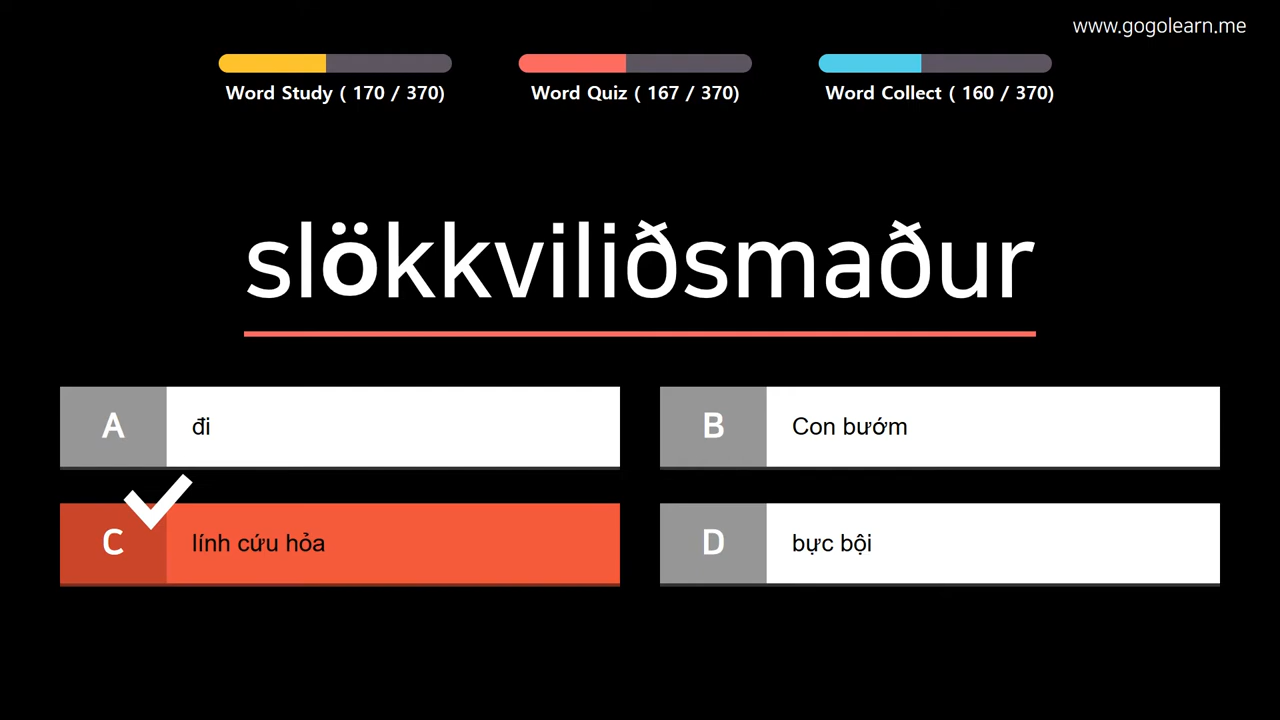 www.gogolearn.me
Word Study ( 170 / 370)
Word Quiz ( 167 / 370)
Word Collect ( 160 / 370)
slökkviliðsmaður
A
đi
B
Con bướm
C
lính cứu hỏa
D
bực bội